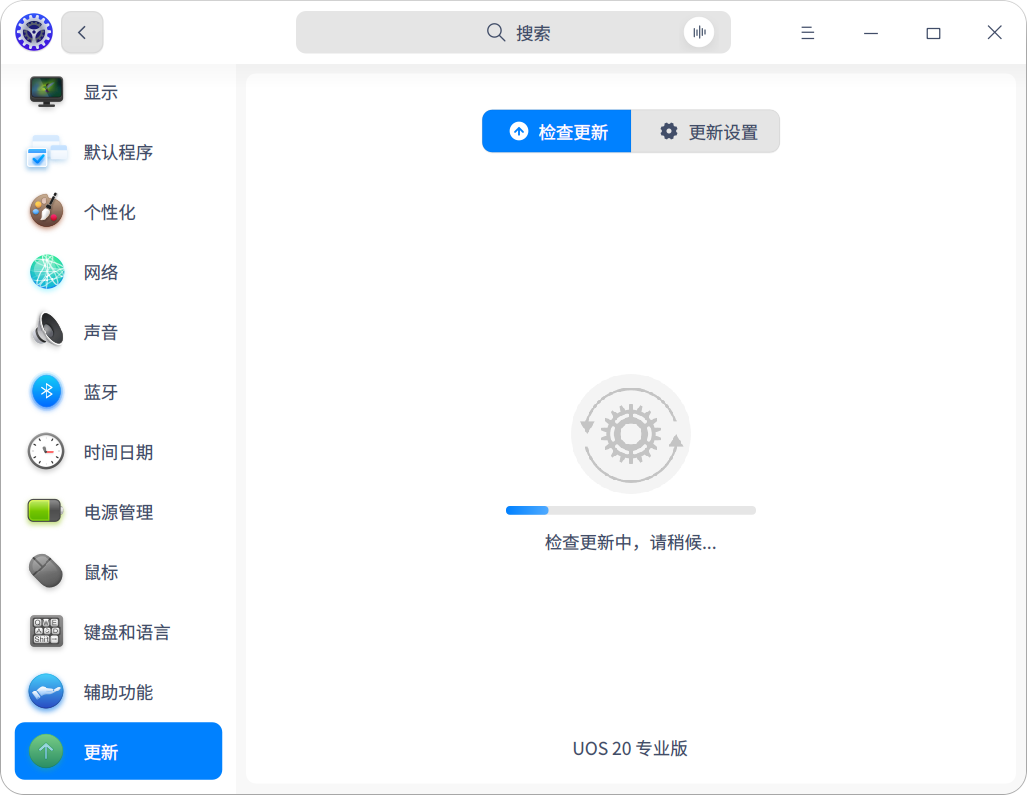 搜索
显示
默认程序
个性化
网络
声音
蓝牙
时间日期
电源管理
鼠标
键盘和语言
辅助功能
更新
检查更新
更新设置
检查更新中，请稍候...
UOS 20 专业版